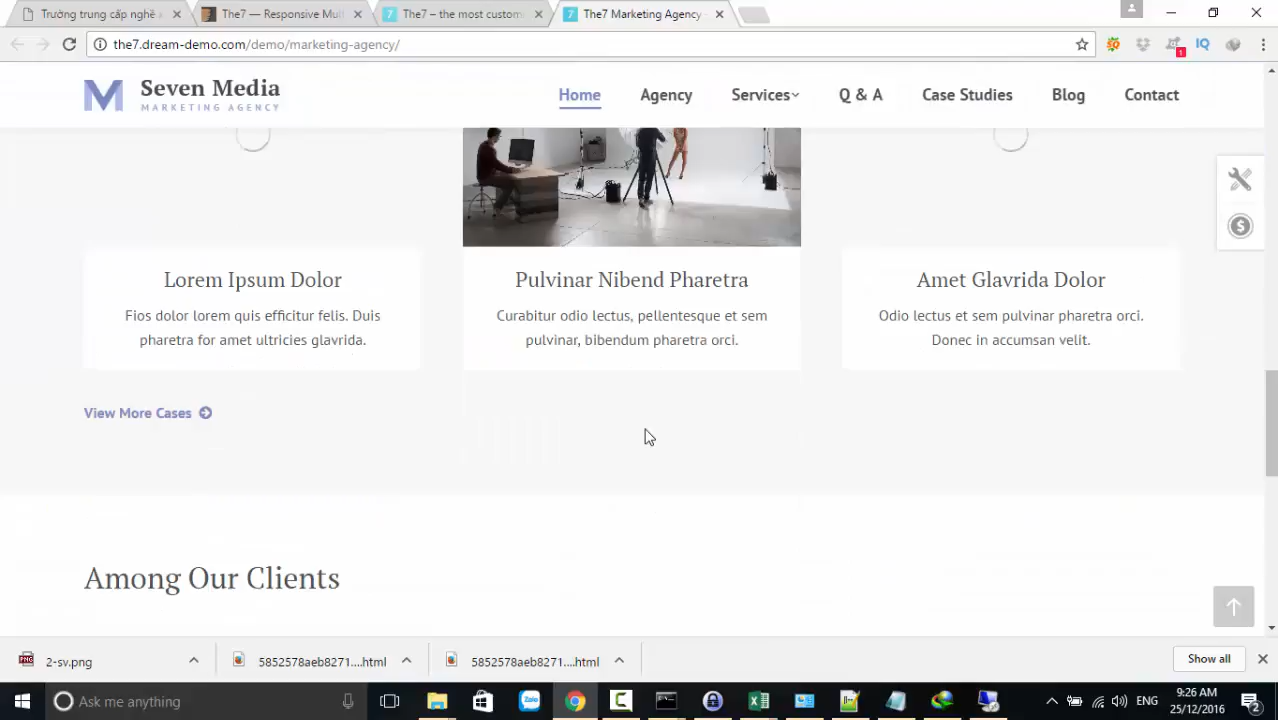 Trường trung cấp nghề
The7 — Responsive Mult
The7 – the most custom
The7 Marketing Agency
the7.dream-demo.com/demo/marketing-agency/
Seven Media
MARKETING AGENCY
Home
Agency
Services
Q & A
Case Studies
Blog
Contact
Lorem Ipsum Dolor
Fios dolor lorem quis efficitur felis. Duis
pharetra for amet ultricies glavrida.
Pulvinar Nibend Pharetra
Curabitur odio lectus, pellentesque et sem
pulvinar, bibendum pharetra orci.
Amet Glavrida Dolor
Odio lectus et sem pulvinar pharetra orci.
Donec in accumsan velit.
View More Cases
Among Our Clients
2-sv.png
5852578aeb8271....html
5852578aeb8271....html
Show all
Ask me anything
ENG
9:26 AM
25/12/2016